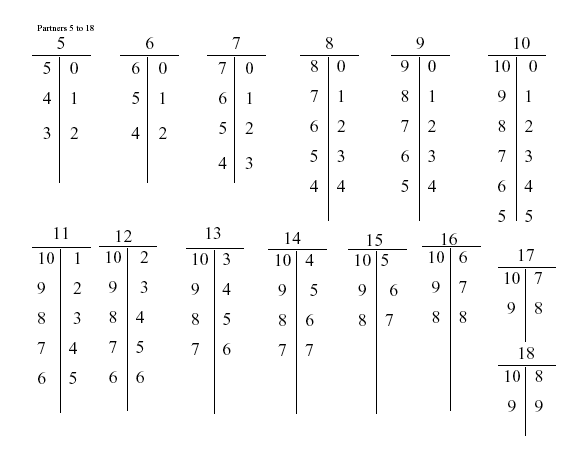 Partners 5 to 18
5 6 7 8 9 10
5 0 6 0 7 0 8 0 9 0 10 0
4 1 5 1 6 1 7 1 8 1 9 1
3 2 4 2 5 2 6 2 7 2 8 2
4 3 5 3 6 3 7 3
4 4 5 4 6 4
5 5
11 12 13 14 15 16 17
10 1 10 2 10 3 10 4 10 5 10 6 10 7
9 2 9 3 9 4 9 5 9 6 9 7 9 8
8 3 8 4 8 5 8 6 8 7 8 8
7 4 7 5 7 6 7 7
6 5 6 6
18
10 8
9 9